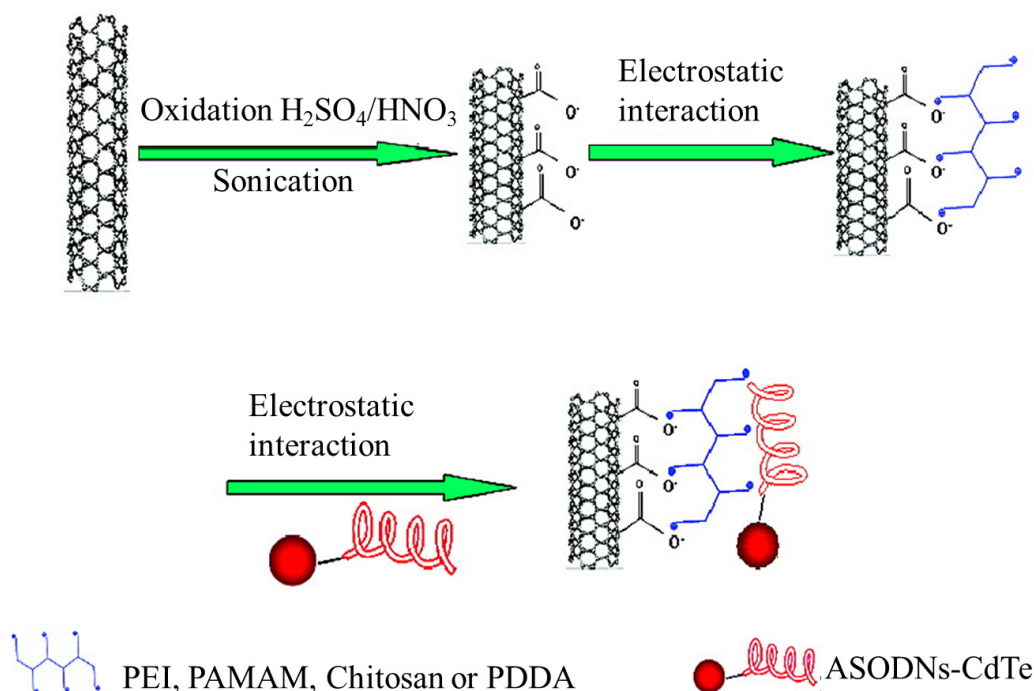 Oxidation H₂SO₄/HNO₃
Sonication
o
O⁻
o
O⁻
o
O⁻
Electrostatic
interaction
o
O⁻
o
O⁻
o
O⁻
Electrostatic
interaction
o
O⁻
o
O⁻
o
O⁻
PEI, PAMAM, Chitosan or PDDA
ASODNs-CdTe